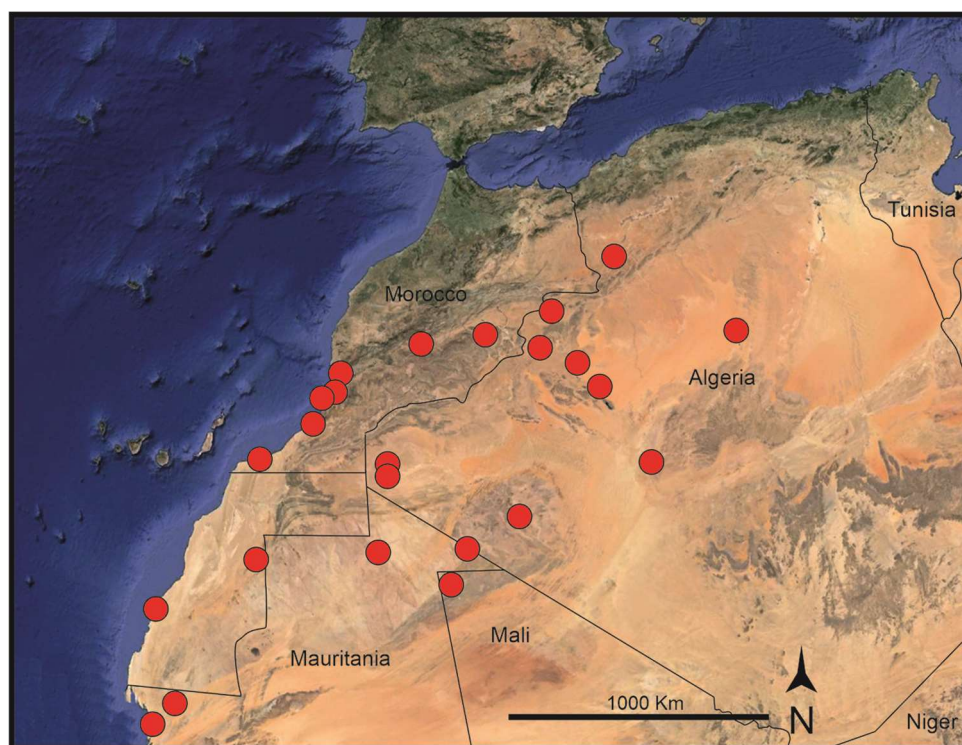 Tunisia
Morocco
Algeria
Mali
Mauritania
1000 Km
N
Niger